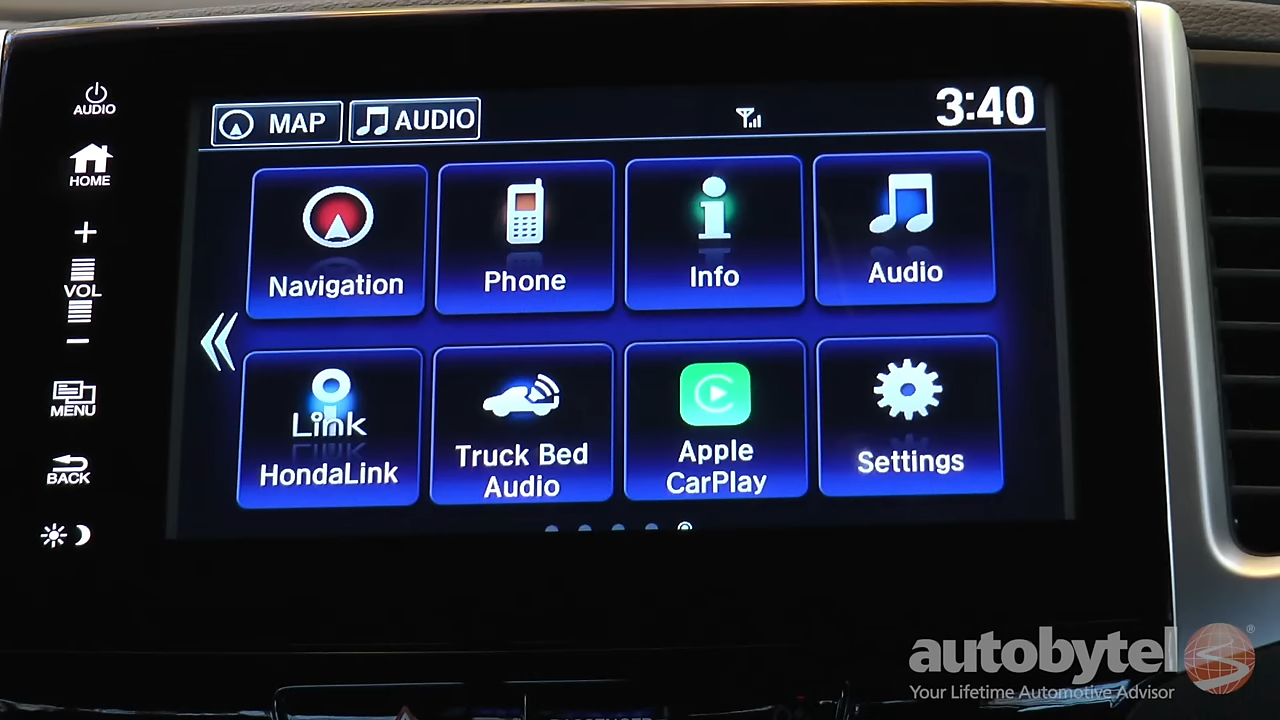 AUDIO
HOME
VOL
MENU
BACK
MAP
AUDIO
3:40
Navigation
Phone
Info
Audio
Link
HondaLink
Truck Bed
Audio
Apple
CarPlay
Settings
autobytel®
Your Lifetime Automotive Advisor